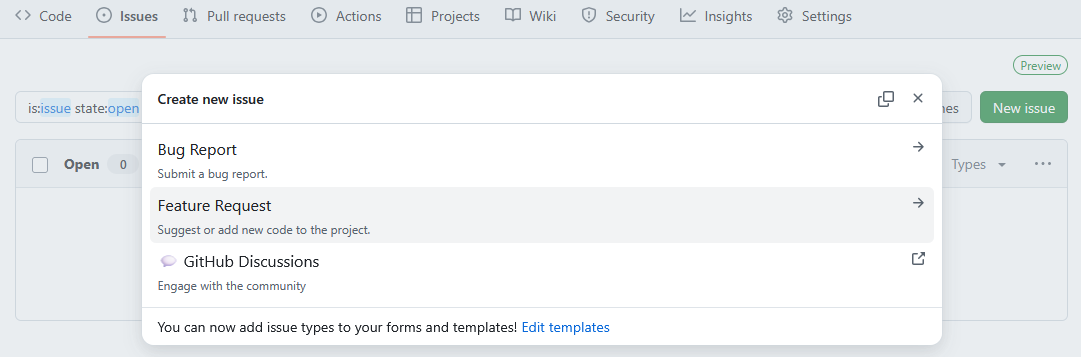 Code Issues Pull requests Actions Projects Wiki Security Insights Settings
Preview
is:issue state:open New issue
Create new issue
Open 0 Types
Bug Report
Submit a bug report.
Feature Request
Suggest or add new code to the project.
GitHub Discussions
Engage with the community
You can now add issue types to your forms and templates! Edit templates